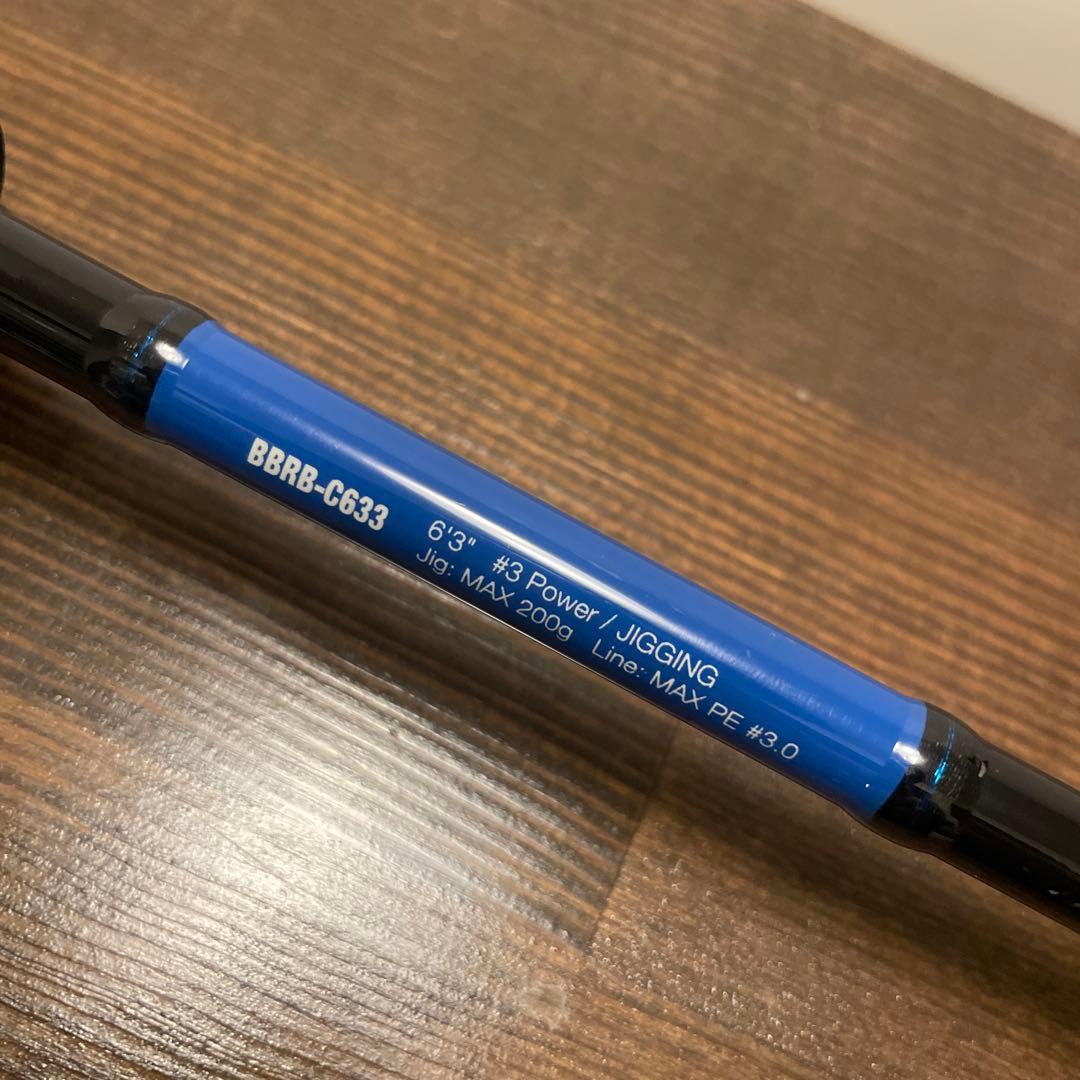 BBRB-C633
6'3" #3 Power / JIGGING
Jig: MAX 200g Line: MAX PE #3.0